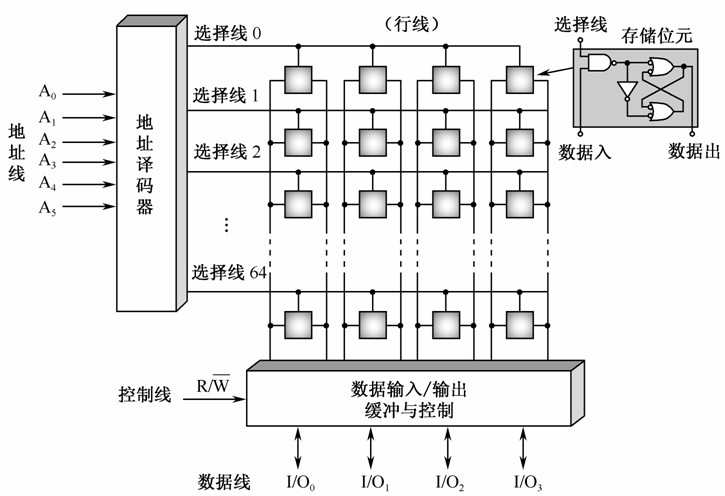 选择线 0
（行线）
选择线
存储位元
数据入
数据出
选择线 1
选择线 2
⋮
选择线 64
地址线
A₀
A₁
A₂
A₃
A₄
A₅
地址译码器
控制线
R/W̅
数据输入/输出
缓冲与控制
数据线
I/O₀
I/O₁
I/O₂
I/O₃